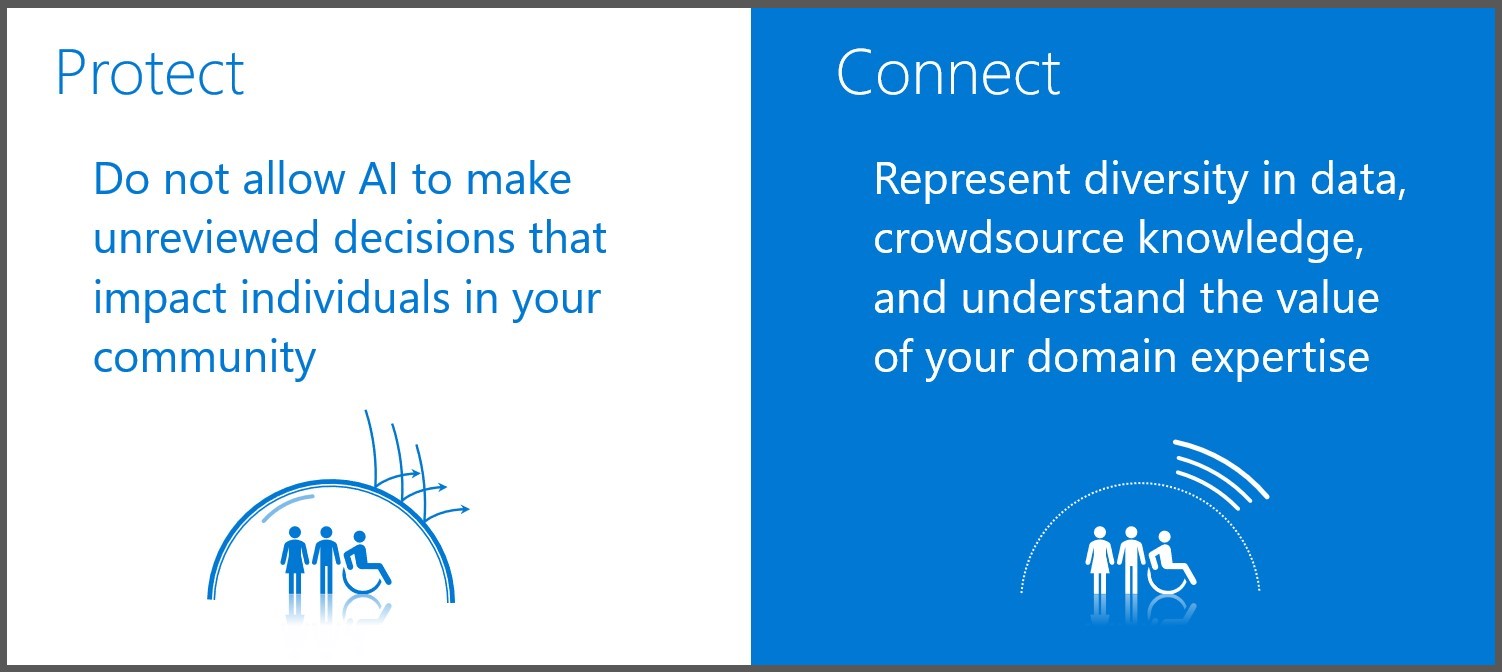 Protect
Do not allow AI to make
unreviewed decisions that
impact individuals in your
community
Connect
Represent diversity in data,
crowdsource knowledge,
and understand the value
of your domain expertise